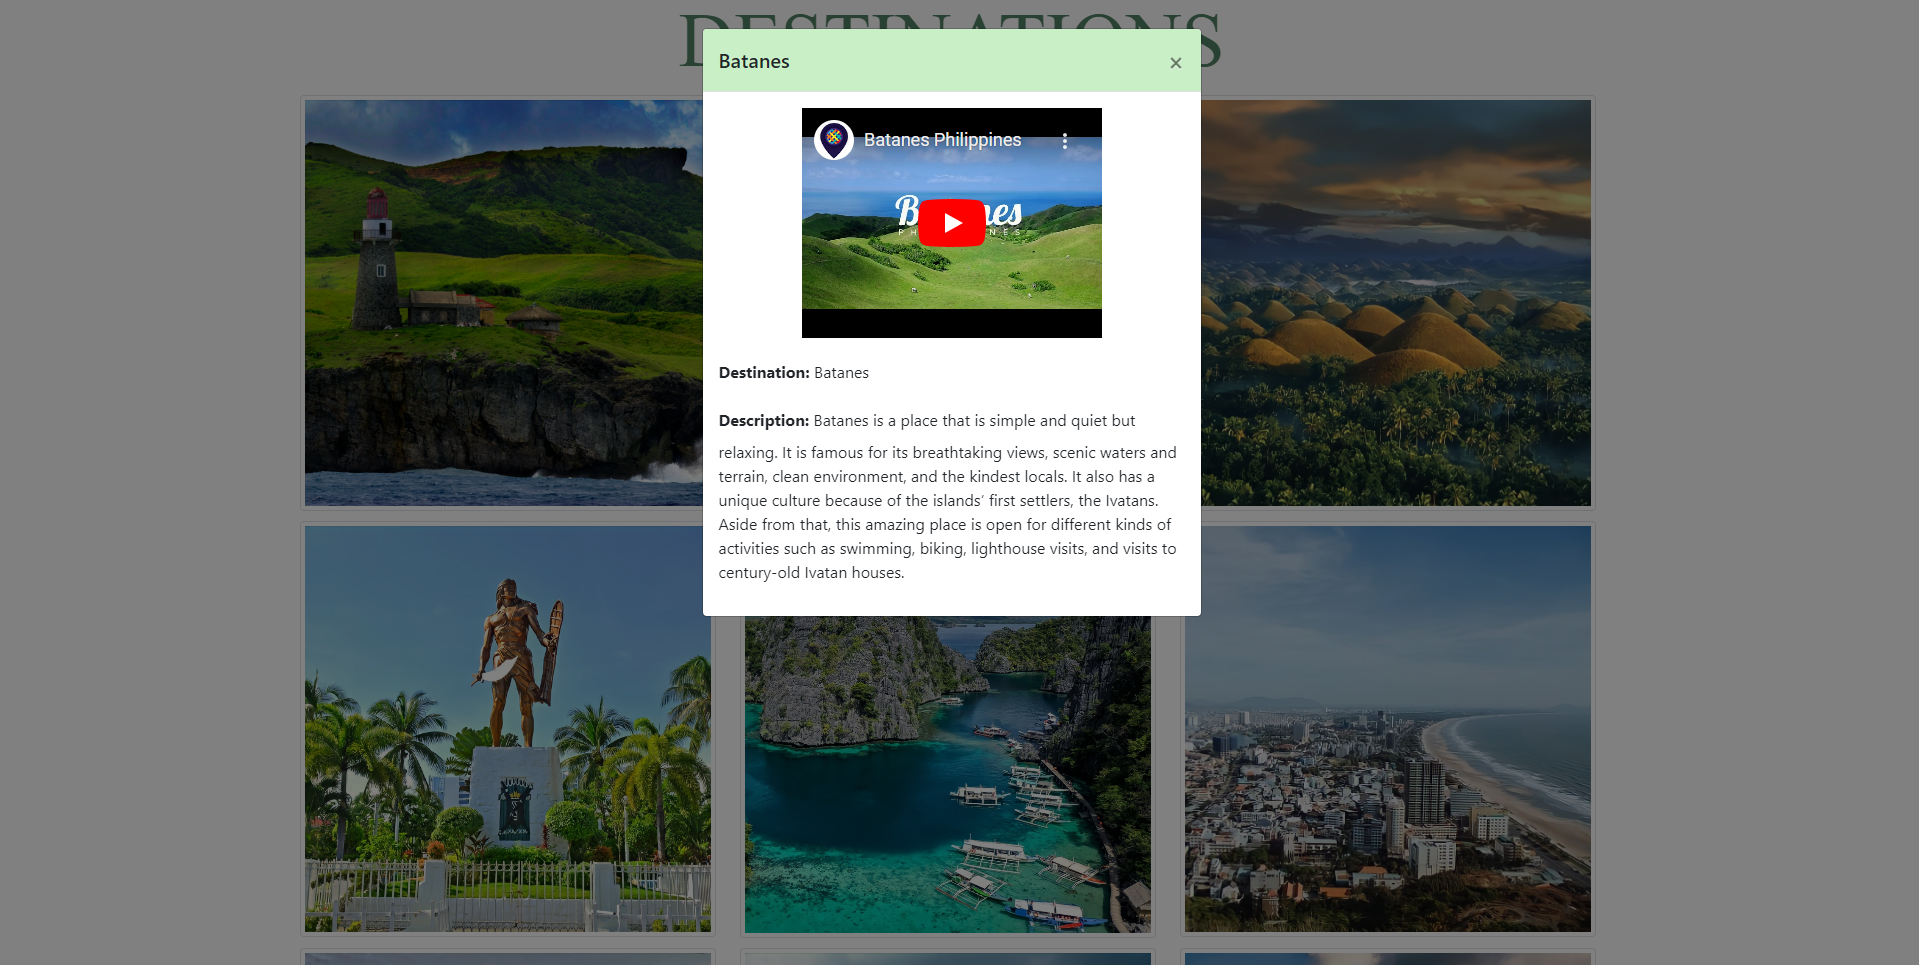 DESTINATIONS
Batanes
×
Batanes Philippines
Destination: Batanes
Description: Batanes is a place that is simple and quiet but
relaxing. It is famous for its breathtaking views, scenic waters and
terrain, clean environment, and the kindest locals. It also has a
unique culture because of the islands’ first settlers, the Ivatans.
Aside from that, this amazing place is open for different kinds of
activities such as swimming, biking, lighthouse visits, and visits to
century-old Ivatan houses.